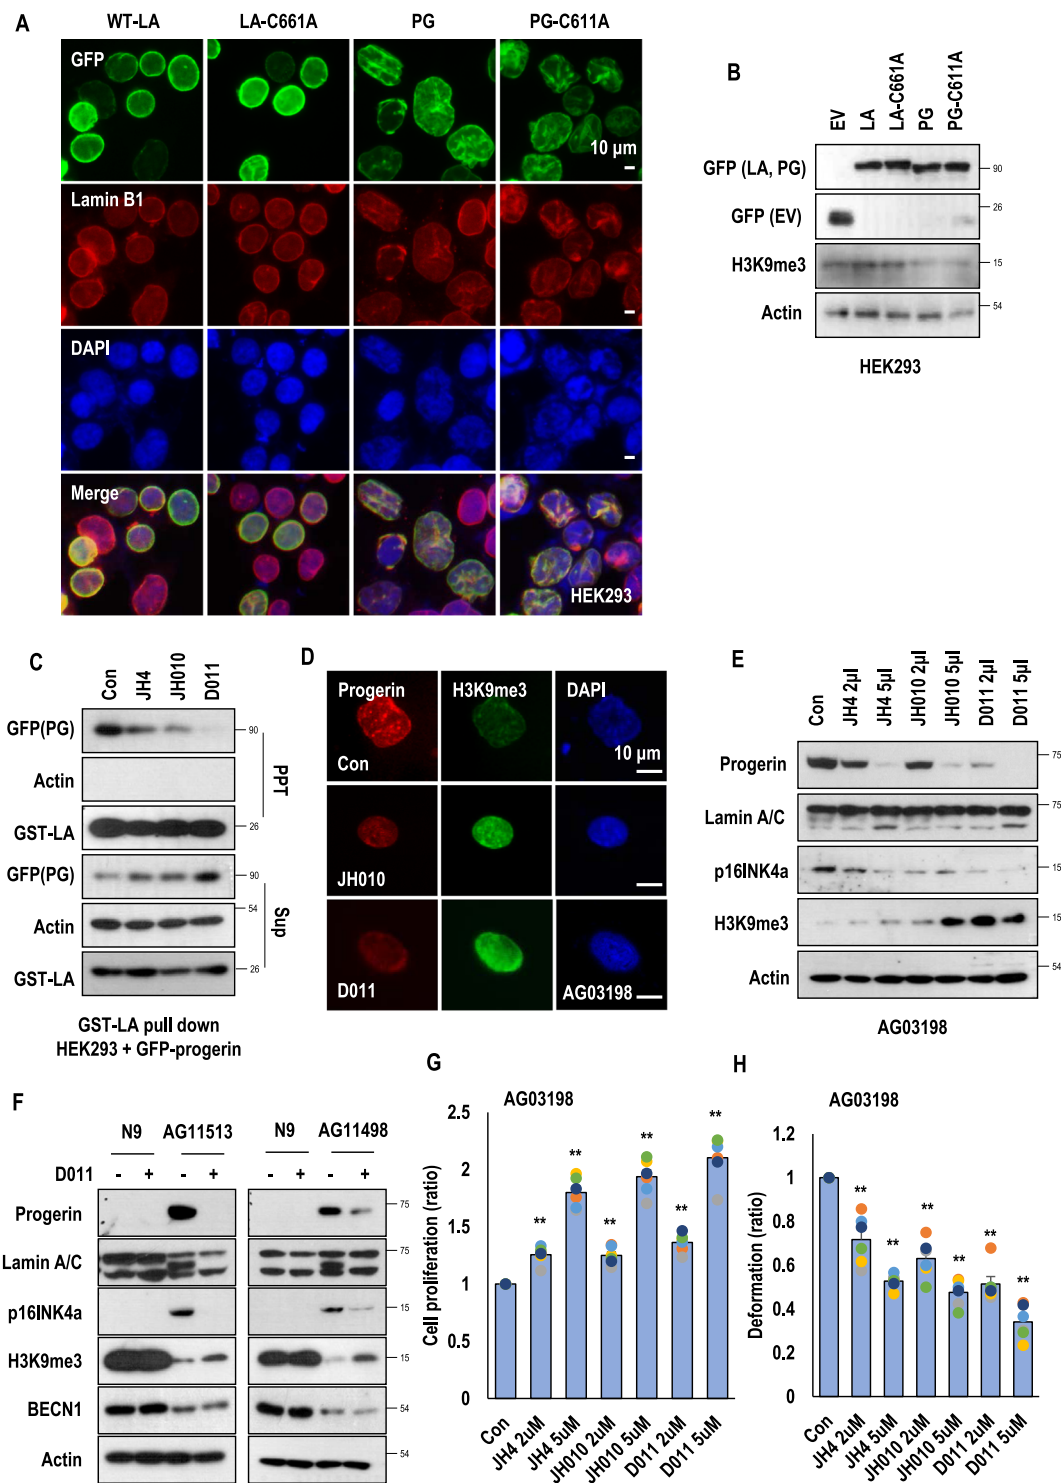 A
WT-LA LA-C661A PG PG-C611A
GFP
10 μm
Lamin B1
DAPI
Merge
HEK293
B
EV LA LA-C661A PG PG-C611A
GFP (LA, PG) 90
GFP (EV) 26
H3K9me3 15
Actin 54
HEK293
C
Con JH4 JH010 D011
GFP(PG) 90
Actin
GST-LA 26
PPT
GFP(PG) 90
54
Actin
GST-LA 26
Sup
GST-LA pull down
HEK293 + GFP-progerin
D
Progerin H3K9me3 DAPI
Con 10 μm
JH010
D011 AG03198
E
Con JH4 2μl JH4 5μl JH010 2μl JH010 5μl D011 2μl D011 5μl
Progerin 75
Lamin A/C 75
p16INK4a 15
H3K9me3 15
Actin 54
AG03198
F
N9 AG11513 N9 AG11498
D011 - + - + - + - +
Progerin 75
Lamin A/C 75
p16INK4a 15
H3K9me3 15
BECN1 54
Actin 54
G
AG03198
Cell proliferation (ratio)
2.5
2
1.5
1
0.5
0
** ** ** ** ** **
Con JH4 2uM JH4 5uM JH010 2uM JH010 5uM D011 2uM D011 5uM
H
AG03198
Deformation (ratio)
1.2
1
0.8
0.6
0.4
0.2
0
** ** ** ** ** **
Con JH4 2uM JH4 5uM JH010 2uM JH010 5uM D011 2uM D011 5uM